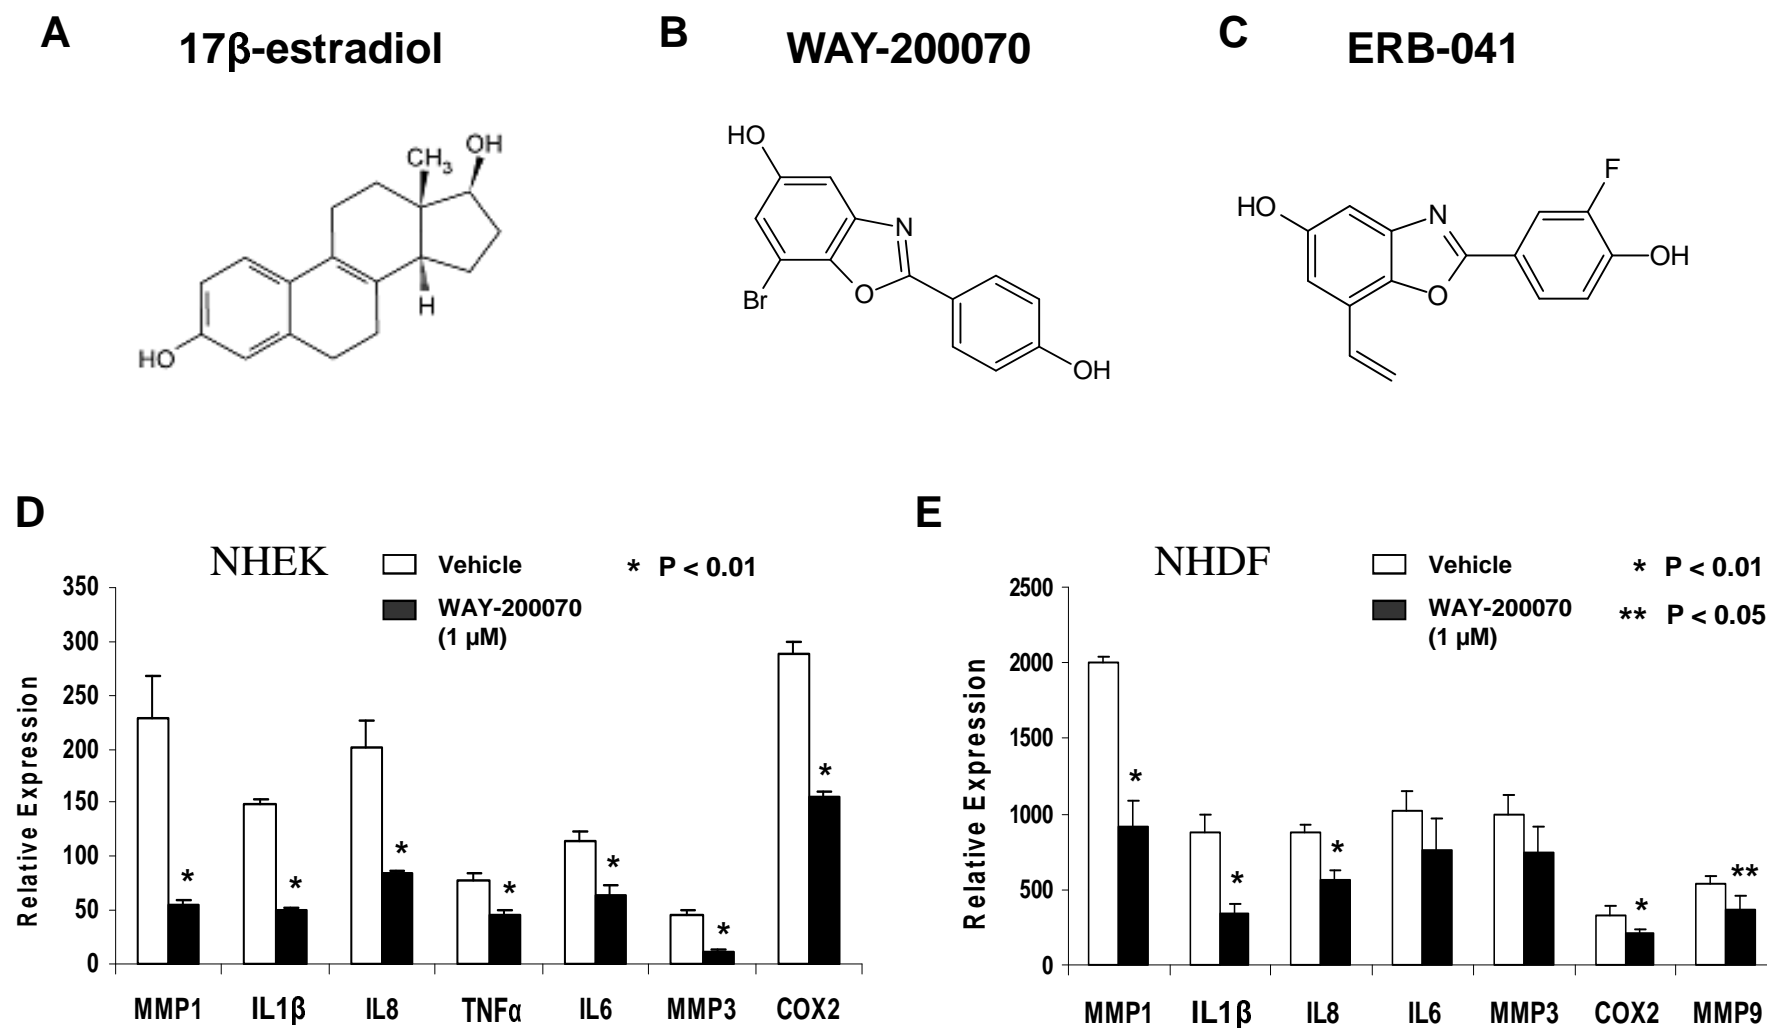 A
17β-estradiol
B
WAY-200070
C
ERB-041
OH
CH3
H
HO
HO
N
O
Br
OH
F
HO
N
O
OH
D
NHEK
Vehicle
WAY-200070
(1 µM)
* P < 0.01
Relative Expression
350
300
250
200
150
100
50
0
*
*
*
*
*
*
*
MMP1
IL1β
IL8
TNFα
IL6
MMP3
COX2
E
NHDF
Vehicle
WAY-200070
(1 µM)
* P < 0.01
** P < 0.05
Relative Expression
2500
2000
1500
1000
500
0
*
*
*
*
**
MMP1
IL1β
IL8
IL6
MMP3
COX2
MMP9